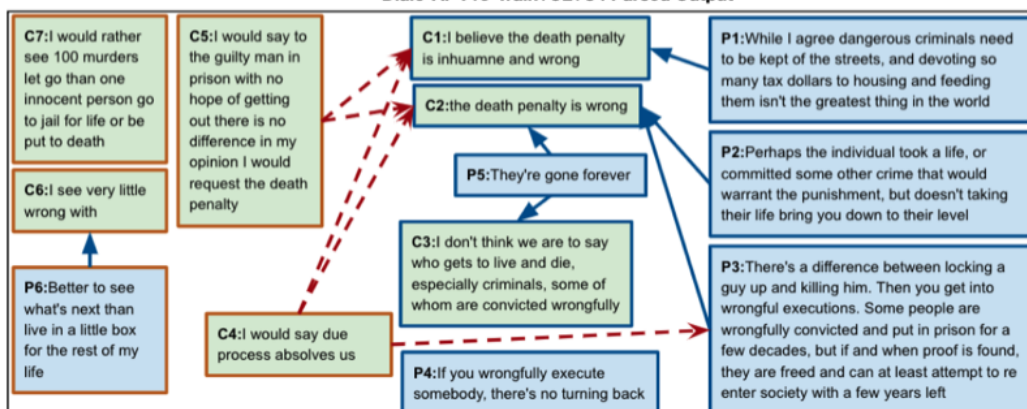 C7:I would rather
see 100 murders
let go than one
innocent person go
to jail for life or be
put to death
C5:I would say to
the guilty man in
prison with no
hope of getting
out there is no
difference in my
opinion I would
request the death
penalty
C1:I believe the death penalty
is inhuamne and wrong
P1:While I agree dangerous criminals need
to be kept of the streets, and devoting so
many tax dollars to housing and feeding
them isn't the greatest thing in the world
C2:the death penalty is wrong
P2:Perhaps the individual took a life, or
committed some other crime that would
warrant the punishment, but doesn't taking
their life bring you down to their level
P5:They're gone forever
C6:I see very little
wrong with
C3:I don't think we are to say
who gets to live and die,
especially criminals, some of
whom are convicted wrongfully
P3:There's a difference between locking a
guy up and killing him. Then you get into
wrongful executions. Some people are
wrongfully convicted and put in prison for a
few decades, but if and when proof is found,
they are freed and can at least attempt to re
enter society with a few years left
P6:Better to see
what's next than
live in a little box
for the rest of my
life
C4:I would say due
process absolves us
P4:If you wrongfully execute
somebody, there's no turning back